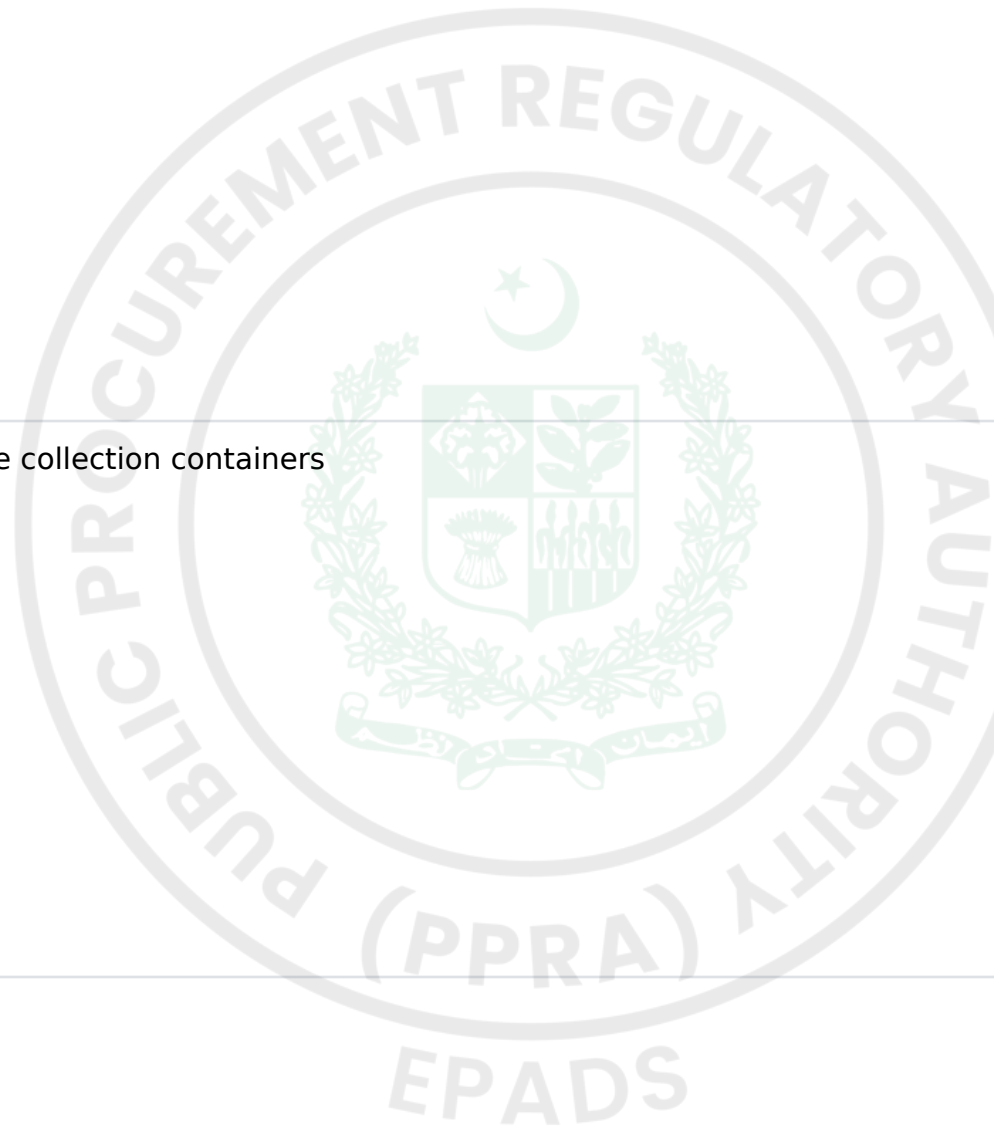 PUBLIC PROCUREMENT REGULATORY AUTHORITY
e collection containers
(PPRA)
EPADS